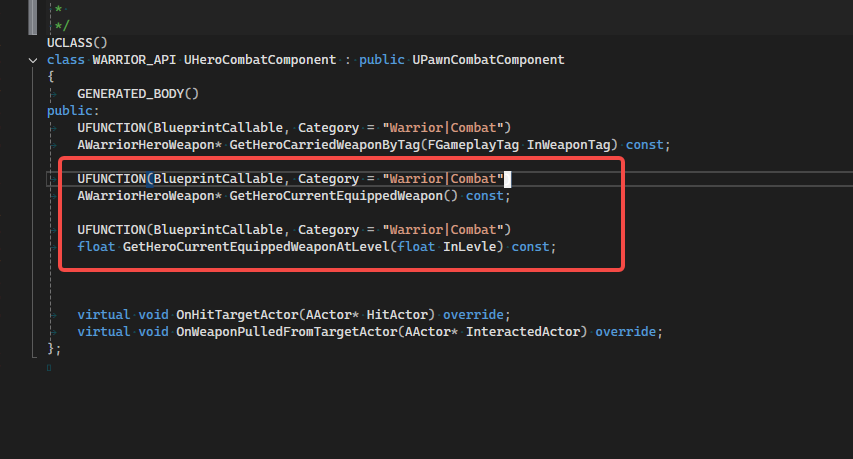 *
*/
UCLASS()
class WARRIOR_API UHeroCombatComponent : public UPawnCombatComponent
{
GENERATED_BODY()
public:
UFUNCTION(BlueprintCallable, Category = "Warrior|Combat")
AWarriorHeroWeapon* GetHeroCarriedWeaponByTag(FGameplayTag InWeaponTag) const;
UFUNCTION(BlueprintCallable, Category = "Warrior|Combat")
AWarriorHeroWeapon* GetHeroCurrentEquippedWeapon() const;
UFUNCTION(BlueprintCallable, Category = "Warrior|Combat")
float GetHeroCurrentEquippedWeaponAtLevel(float InLevle) const;
virtual void OnHitTargetActor(AActor* HitActor) override;
virtual void OnWeaponPulledFromTargetActor(AActor* InteractedActor) override;
};